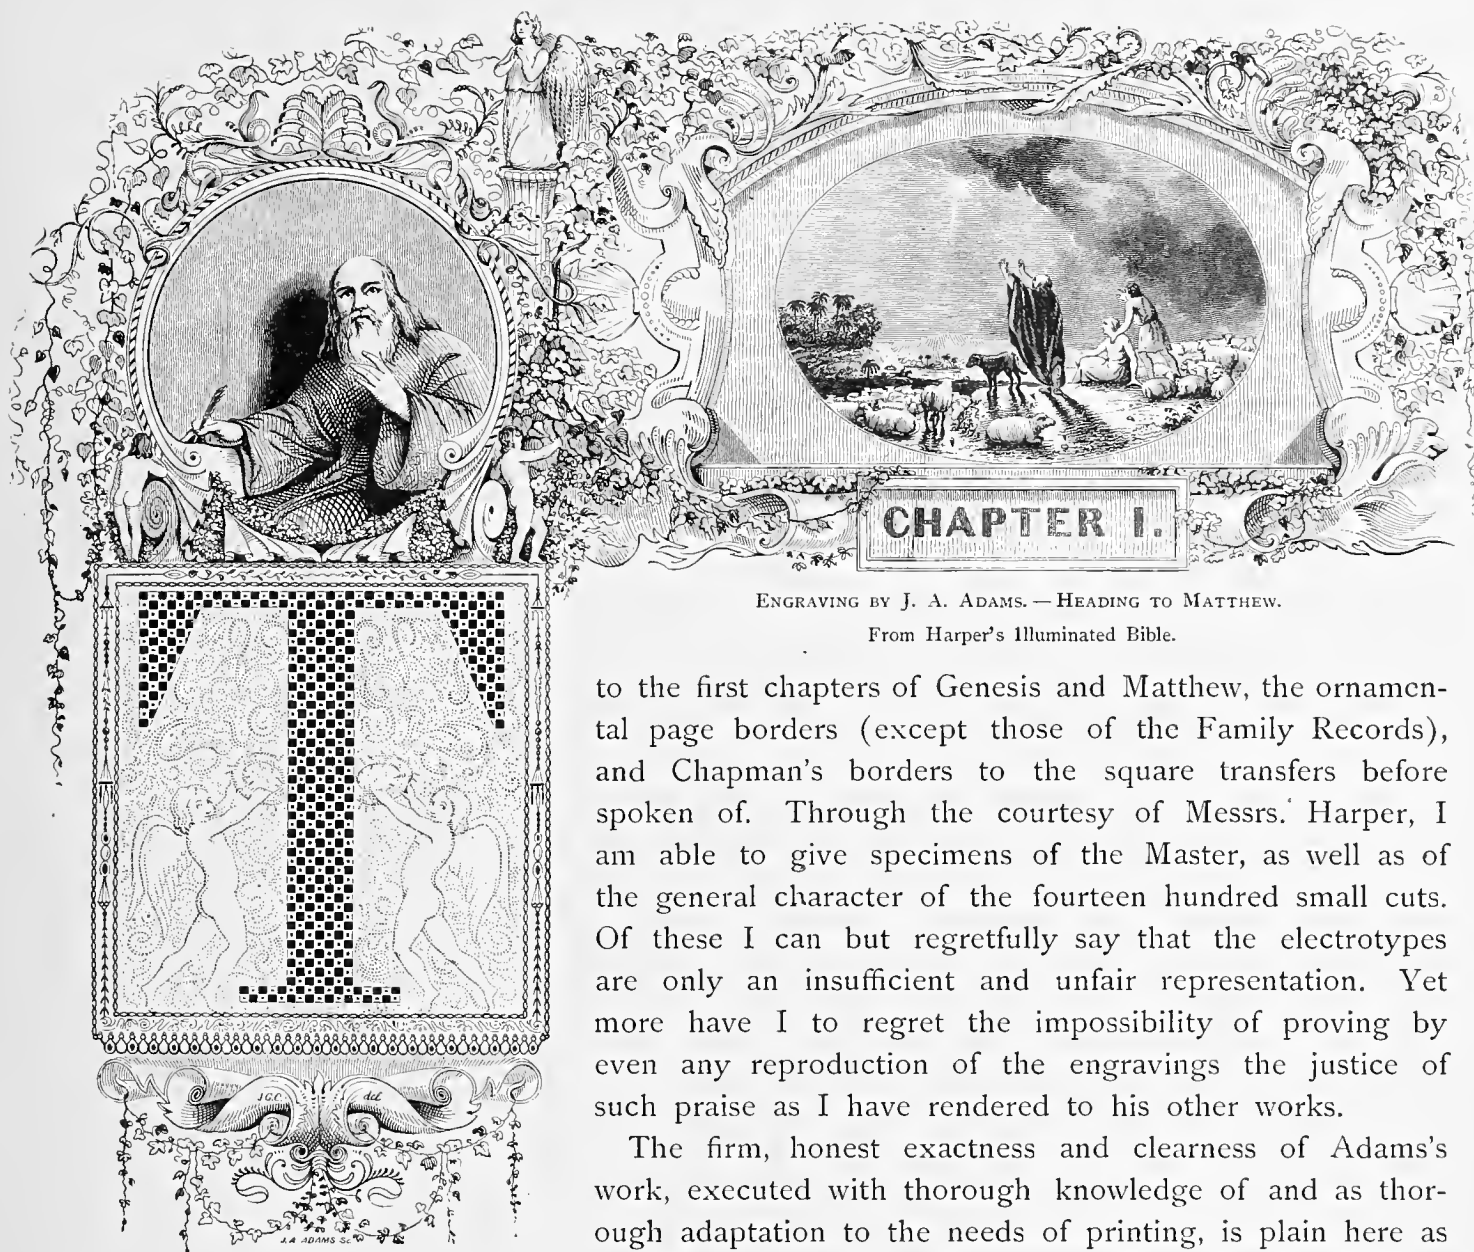 CHAPTER I.
ENGRAVING BY J. A. ADAMS. — HEADING TO MATTHEW.
From Harper's Illuminated Bible.
T
J.G.C. del
J.A ADAMS Sc.
to the first chapters of Genesis and Matthew, the ornamen-
tal page borders (except those of the Family Records),
and Chapman's borders to the square transfers before
spoken of. Through the courtesy of Messrs. Harper, I
am able to give specimens of the Master, as well as of
the general character of the fourteen hundred small cuts.
Of these I can but regretfully say that the electrotypes
are only an insufficient and unfair representation. Yet
more have I to regret the impossibility of proving by
even any reproduction of the engravings the justice of
such praise as I have rendered to his other works.
The firm, honest exactness and clearness of Adams's
work, executed with thorough knowledge of and as thor-
ough adaptation to the needs of printing, is plain here as